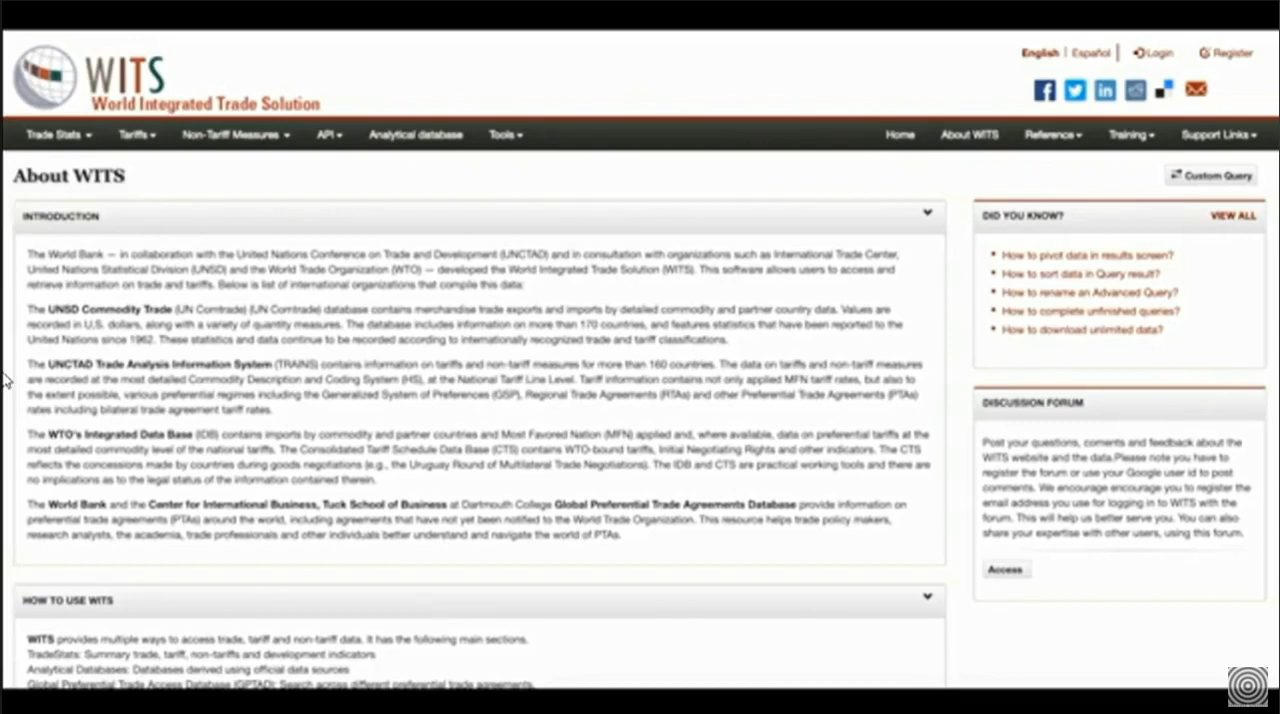 WITS
World Integrated Trade Solution
English | Español | Login Register
Trade Stats Tariffs Non-Tariff Measures API Analytical database Tools Home About WITS Reference Training Support Links
About WITS
Custom Query
INTRODUCTION
The World Bank — in collaboration with the United Nations Conference on Trade and Development (UNCTAD) and in consultation with organizations such as International Trade Center,
United Nations Statistical Division (UNSD) and the World Trade Organization (WTO) — developed the World Integrated Trade Solution (WITS). This software allows users to access and
retrieve information on trade and tariffs. Below is list of international organizations that compile this data:
The UNSD Commodity Trade (UN Comtrade) (UN Comtrade) database contains merchandise trade exports and imports by detailed commodity and partner country data. Values are
recorded in U.S. dollars, along with a variety of quantity measures. The database includes information on more than 170 countries, and features statistics that have been reported to the
United Nations since 1962. These statistics and data continue to be recorded according to internationally recognized trade and tariff classifications.
The UNCTAD Trade Analysis Information System (TRAINS) contains information on tariffs and non-tariff measures for more than 160 countries. The data on tariffs and non-tariff measures
are recorded at the most detailed Commodity Description and Coding System (HS), at the National Tariff Line Level. Tariff information contains not only applied MFN tariff rates, but also to
the extent possible, various preferential regimes including the Generalized System of Preferences (GSP), Regional Trade Agreements (RTAs) and other Preferential Trade Agreements (PTAs)
rates including bilateral trade agreement tariff rates.
The WTO's Integrated Data Base (IDB) contains imports by commodity and partner countries and Most Favored Nation (MFN) applied and, where available, data on preferential tariffs at the
most detailed commodity level of the national tariffs. The Consolidated Tariff Schedule Data Base (CTS) contains WTO-bound tariffs, Initial Negotiating Rights and other indicators. The CTS
reflects the concessions made by countries during goods negotiations (e.g., the Uruguay Round of Multilateral Trade Negotiations). The IDB and CTS are practical working tools and there are
no implications as to the legal status of the information contained therein.
The World Bank and the Center for International Business, Tuck School of Business at Dartmouth College Global Preferential Trade Agreements Database provide information on
preferential trade agreements (PTAs) around the world, including agreements that have not yet been notified to the World Trade Organization. This resource helps trade policy makers,
research analysts, the academia, trade professionals and other individuals better understand and navigate the world of PTAs.
HOW TO USE WITS
WITS provides multiple ways to access trade, tariff and non-tariff data. It has the following main sections.
TradeStats: Summary trade, tariff, non-tariffs and development indicators
Analytical Databases: Databases derived using official data sources
Global Preferential Trade Access Database (GPTAD): Search across different preferential trade agreements.
DID YOU KNOW? VIEW ALL
How to pivot data in results screen?
How to sort data in Query result?
How to rename an Advanced Query?
How to complete unfinished queries?
How to download unlimited data?
DISCUSSION FORUM
Post your questions, coments and feedback about the
WITS website and the data.Please note you have to
register the forum or use your Google user id to post
comments. We encourage encourage you to register the
email address you use for logging in to WITS with the
forum. This will help us better serve you. You can also
share your expertise with other users, using this forum.
Access